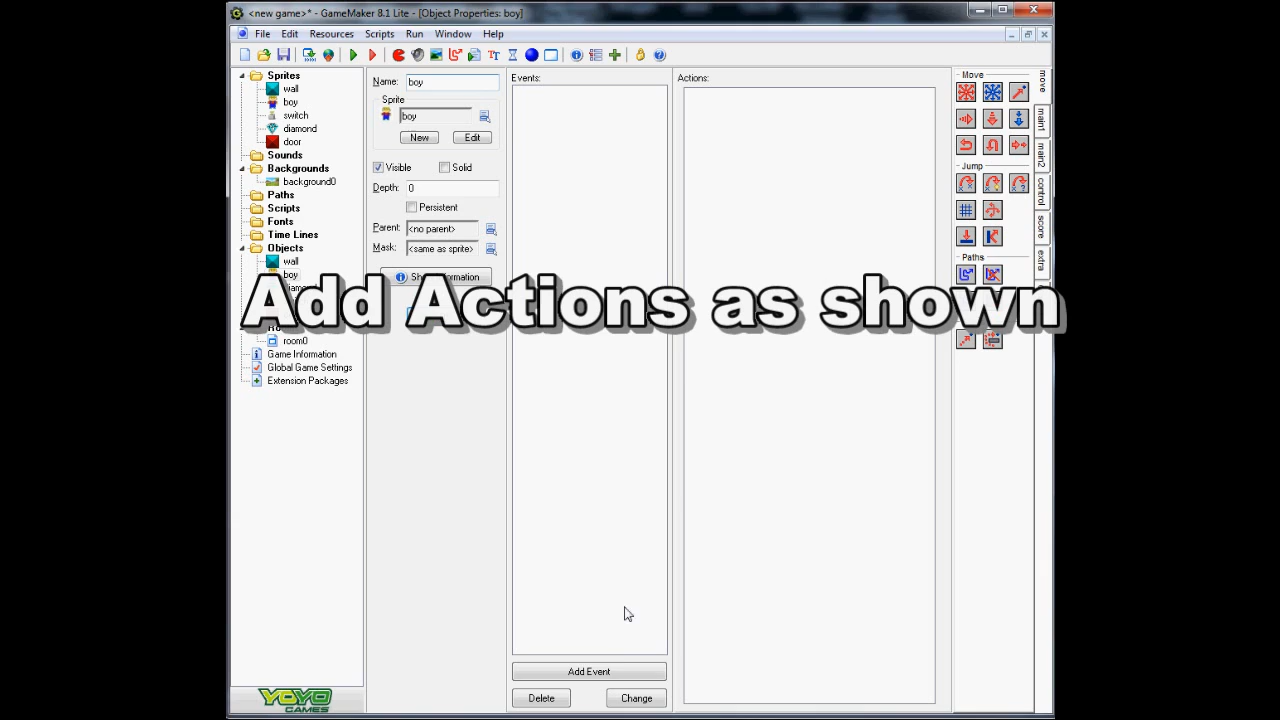 <new game>* - GameMaker 8.1 Lite - [Object Properties: boy]
File Edit Resources Scripts Run Window Help
Sprites
wall
boy
switch
diamond
door
Sounds
Backgrounds
background0
Paths
Scripts
Fonts
Time Lines
Objects
wall
boy
room0
Game Information
Global Game Settings
Extension Packages
YOYO
GAMES
Name: boy
Sprite
boy
New Edit
Visible Solid
Depth: 0
Persistent
Parent: <no parent>
Mask: <same as sprite>
Events:
Add Event
Delete Change
Actions:
Move
Jump
Paths
move
main1
main2
control
score
extra
Add Actions as shown